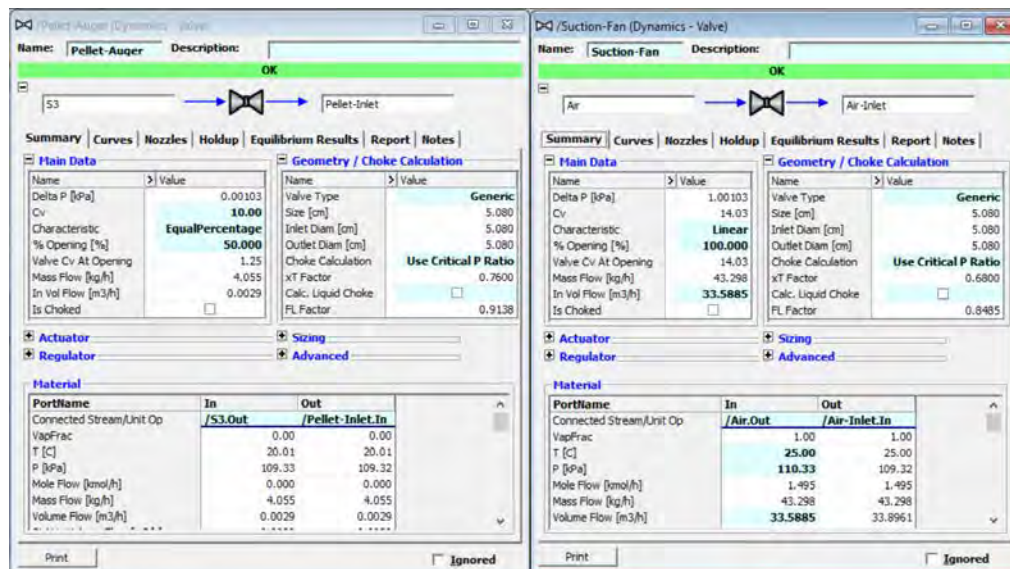 /Pellet-Auger (Dynamics - Valve)
Name: Pellet-Auger Description:
OK
S3 Pellet-Inlet
Summary Curves Nozzles Holdup Equilibrium Results Report Notes
Main Data
Name > Value
Delta P [kPa] 0.00103
Cv 10.00
Characteristic EqualPercentage
% Opening [%] 50.000
Valve Cv At Opening 1.25
Mass Flow [kg/h] 4.055
In Vol Flow [m3/h] 0.0029
Is Choked
Geometry / Choke Calculation
Name > Value
Valve Type Generic
Size [cm] 5.080
Inlet Diam [cm] 5.080
Outlet Diam [cm] 5.080
Choke Calculation Use Critical P Ratio
xT Factor 0.7600
Calc. Liquid Choke
FL Factor 0.9138
Actuator Sizing
Regulator Advanced
Material
PortName In Out
Connected Stream/Unit Op /S3.Out /Pellet-Inlet.In
VapFrac 0.00 0.00
T [C] 20.01 20.01
P [kPa] 109.33 109.32
Mole Flow [kmol/h] 0.000 0.000
Mass Flow [kg/h] 4.055 4.055
Volume Flow [m3/h] 0.0029 0.0029
Print Ignored
/Suction-Fan (Dynamics - Valve)
Name: Suction-Fan Description:
OK
Air Air-Inlet
Summary Curves Nozzles Holdup Equilibrium Results Report Notes
Main Data
Name > Value
Delta P [kPa] 1.00103
Cv 14.03
Characteristic Linear
% Opening [%] 100.000
Valve Cv At Opening 14.03
Mass Flow [kg/h] 43.298
In Vol Flow [m3/h] 33.5885
Is Choked
Geometry / Choke Calculation
Name > Value
Valve Type Generic
Size [cm] 5.080
Inlet Diam [cm] 5.080
Outlet Diam [cm] 5.080
Choke Calculation Use Critical P Ratio
xT Factor 0.6800
Calc. Liquid Choke
FL Factor 0.8485
Actuator Sizing
Regulator Advanced
Material
PortName In Out
Connected Stream/Unit Op /Air.Out /Air-Inlet.In
VapFrac 1.00 1.00
T [C] 25.00 25.00
P [kPa] 110.33 109.32
Mole Flow [kmol/h] 1.495 1.495
Mass Flow [kg/h] 43.298 43.298
Volume Flow [m3/h] 33.5885 33.8961
Print Ignored